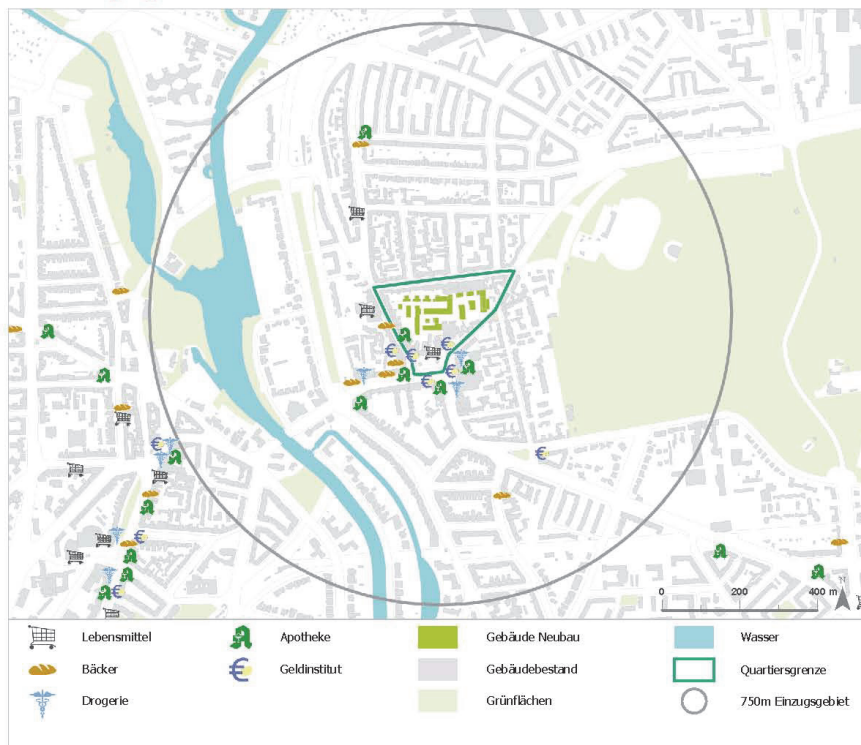 N
0 200 400 m
Lebensmittel Apotheke Gebäude Neubau Wasser
Bäcker Geldinstitut Gebäudebestand Quartiersgrenze
Drogerie Grünflächen 750m Einzugsgebiet